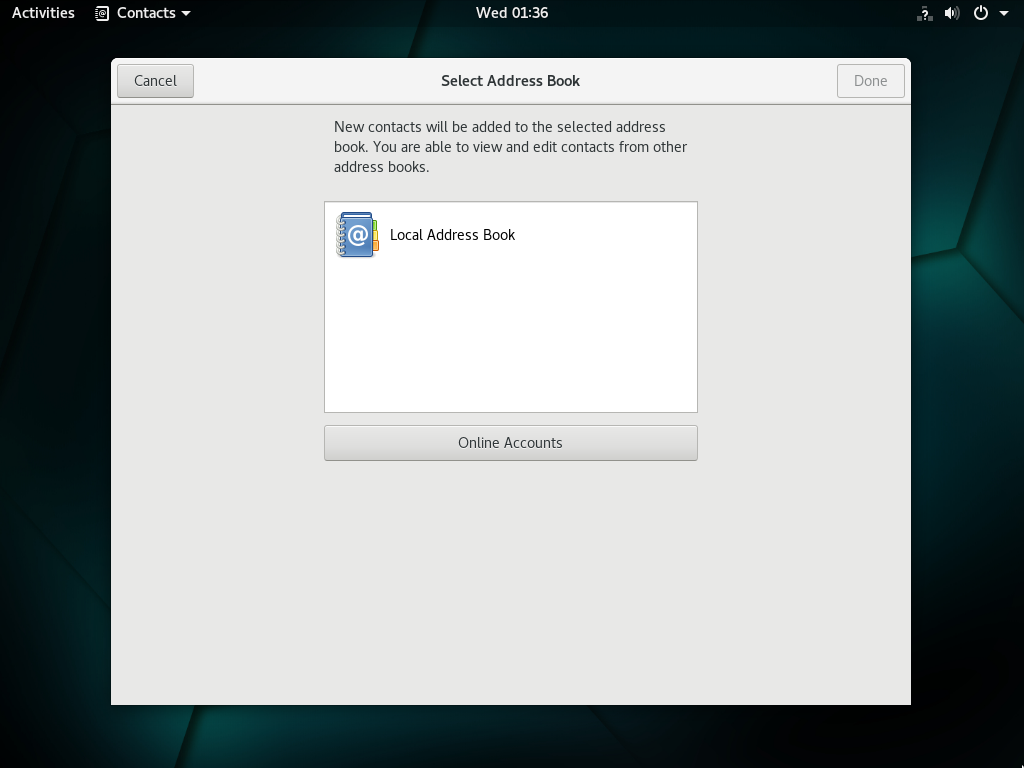 Activities Contacts Wed 01:36
Cancel Select Address Book Done
New contacts will be added to the selected address
book. You are able to view and edit contacts from other
address books.
Local Address Book
Online Accounts